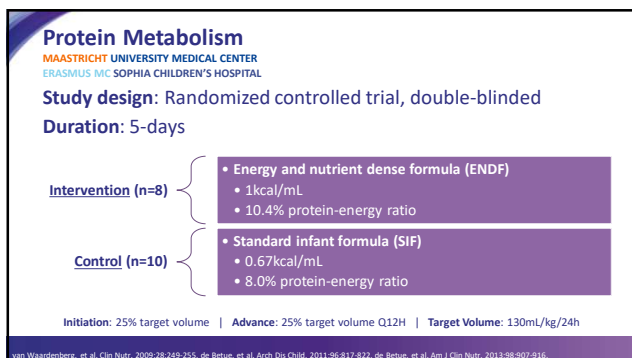 Protein Metabolism
MAASTRICHT UNIVERSITY MEDICAL CENTER
ERASMUS MC SOPHIA CHILDREN'S HOSPITAL
Study design: Randomized controlled trial, double-blinded
Duration: 5-days
Intervention (n=8)
• Energy and nutrient dense formula (ENDF)
• 1kcal/mL
• 10.4% protein-energy ratio
Control (n=10)
• Standard infant formula (SIF)
• 0.67kcal/mL
• 8.0% protein-energy ratio
Initiation: 25% target volume | Advance: 25% target volume Q12H | Target Volume: 130mL/kg/24h
van Waardenberg, et al. Clin Nutr. 2009:28:249-255. de Betue, et al. Arch Dis Child. 2011:96:817-822. de Betue, et al. Am J Clin Nutr. 2013:98:907-916.